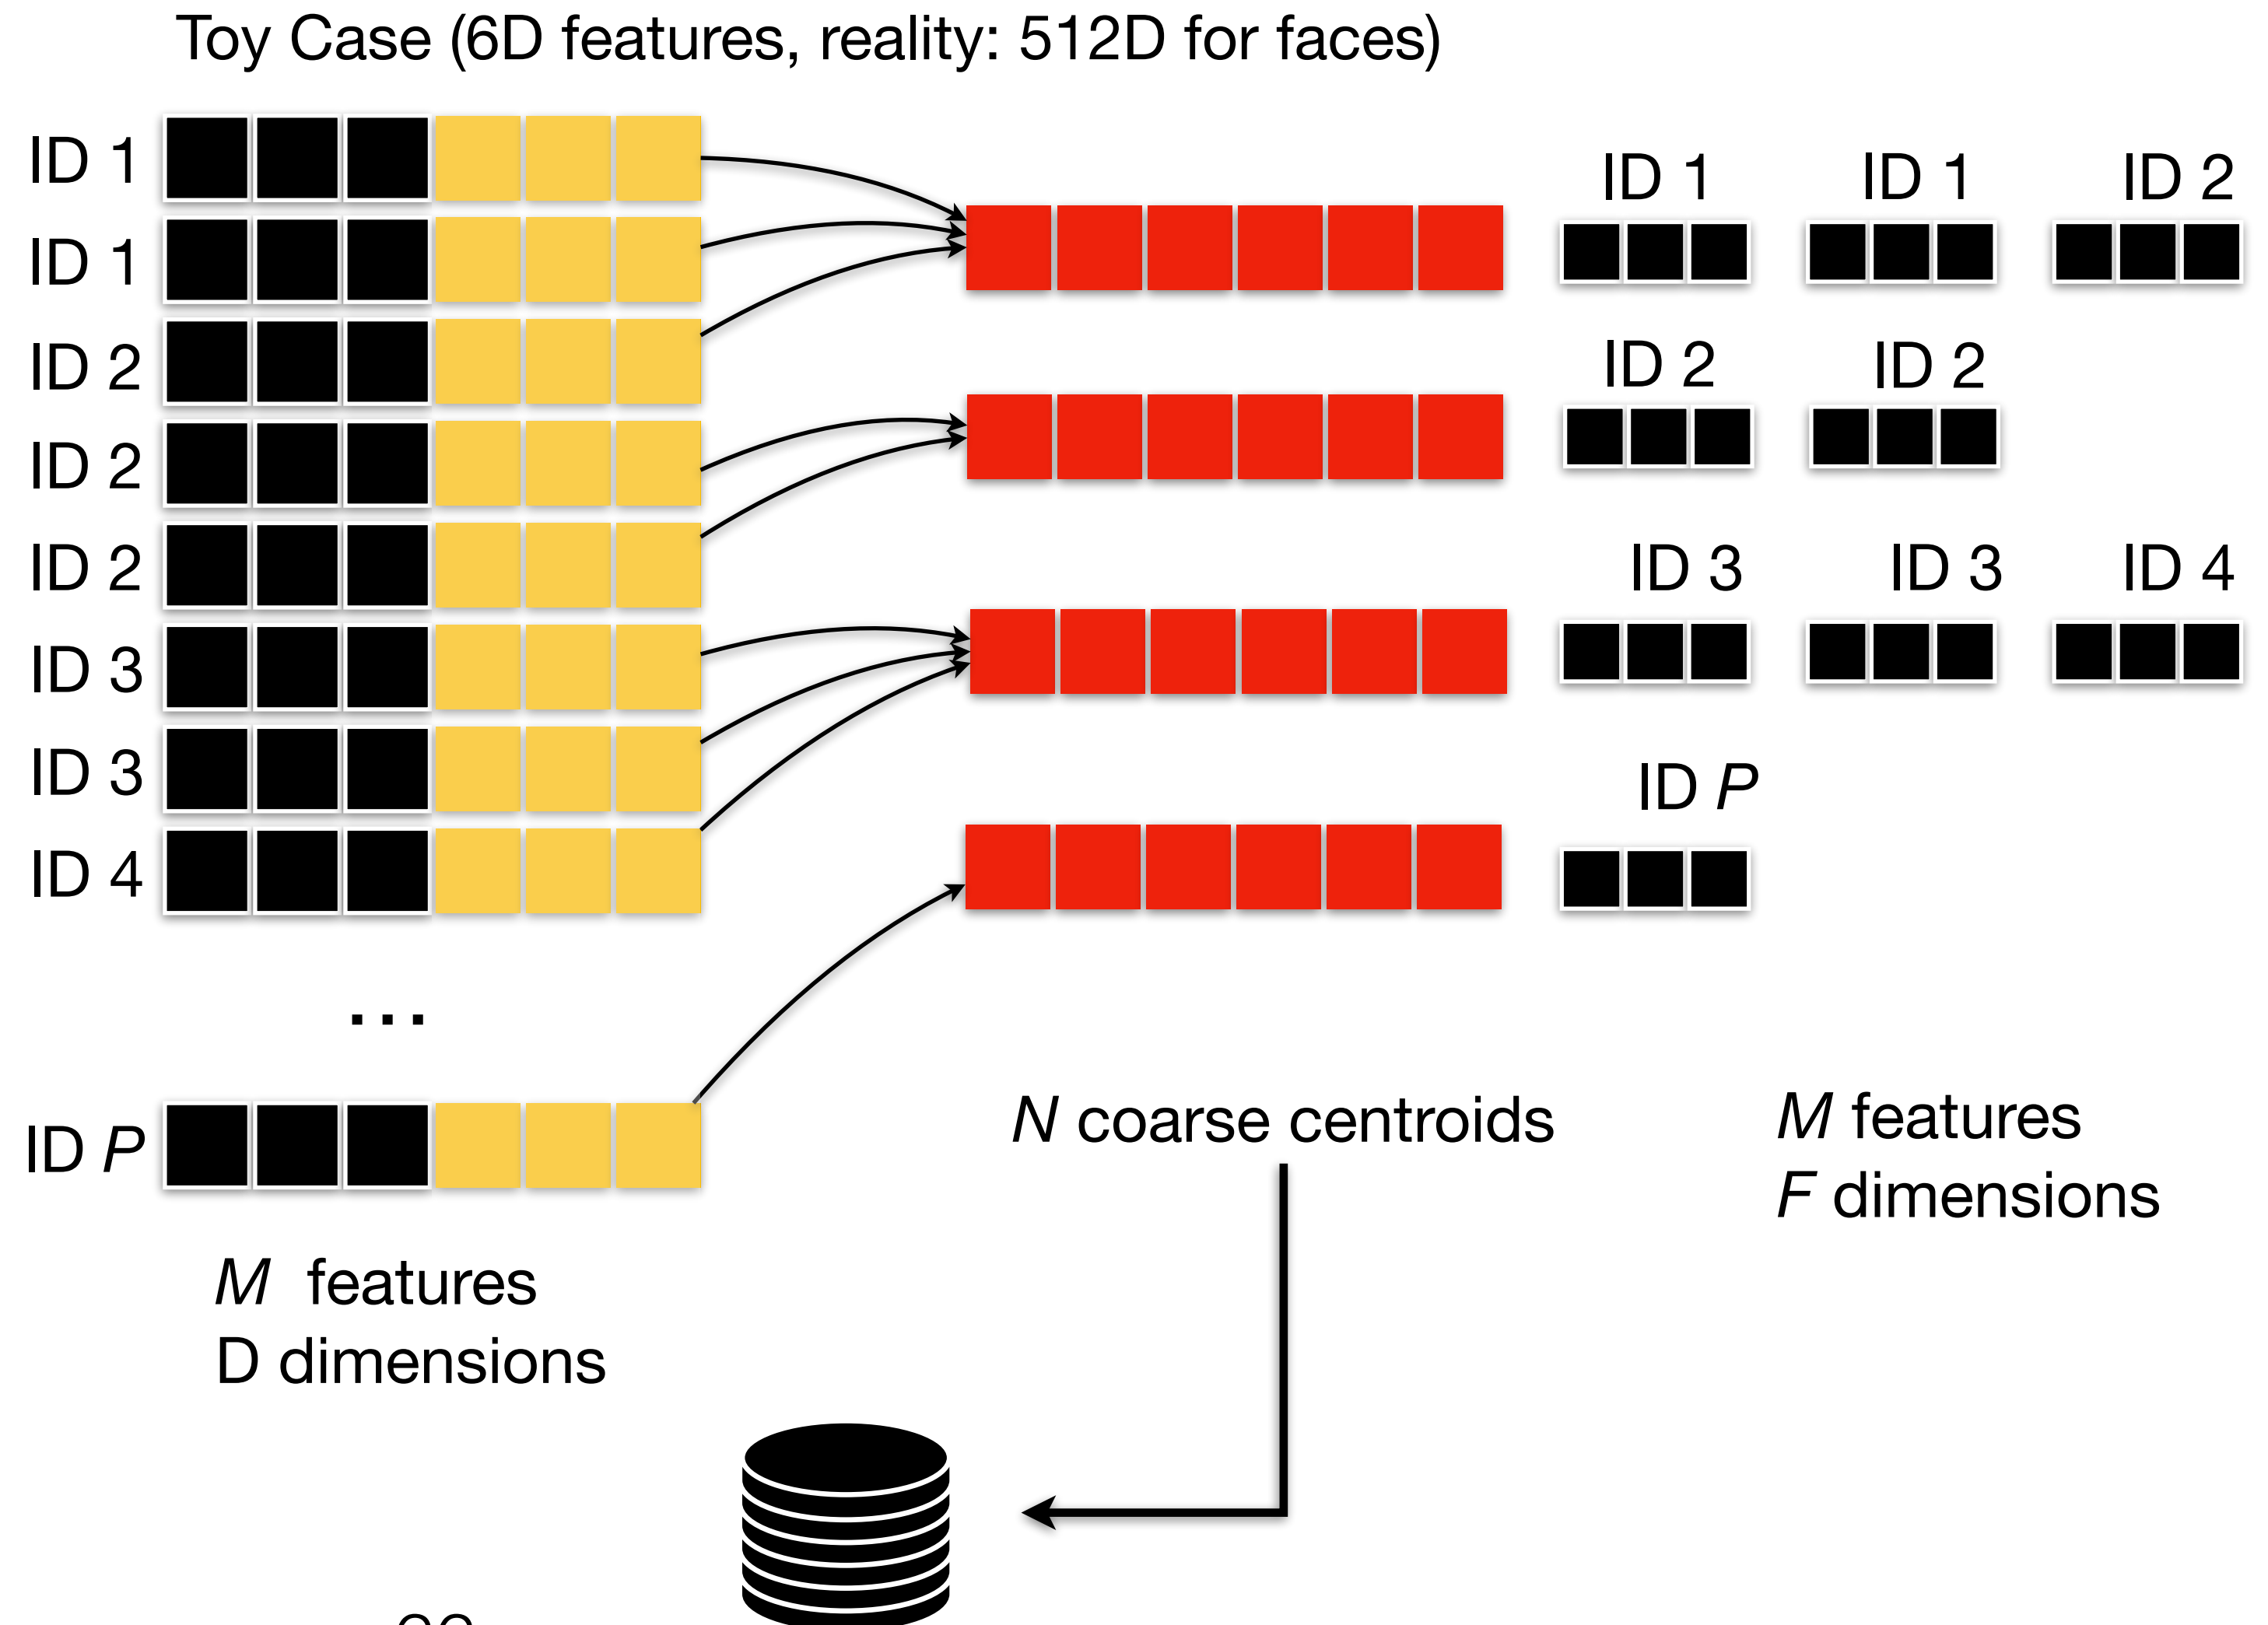 Toy Case (6D features, reality: 512D for faces)
ID 1
ID 1
ID 2
ID 2
ID 2
ID 3
ID 3
ID 4
...
ID P
M features
D dimensions
N coarse centroids
ID 1 ID 1 ID 2
ID 2 ID 2
ID 3 ID 3 ID 4
ID P
M features
F dimensions